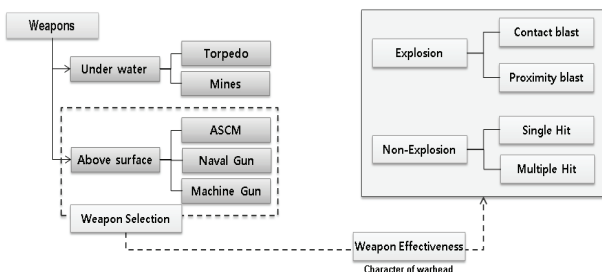 Weapons
Under water
Torpedo
Mines
Above surface
ASCM
Naval Gun
Machine Gun
Weapon Selection
Explosion
Contact blast
Proximity blast
Non-Explosion
Single Hit
Multiple Hit
Weapon Effectiveness
Character of warhead